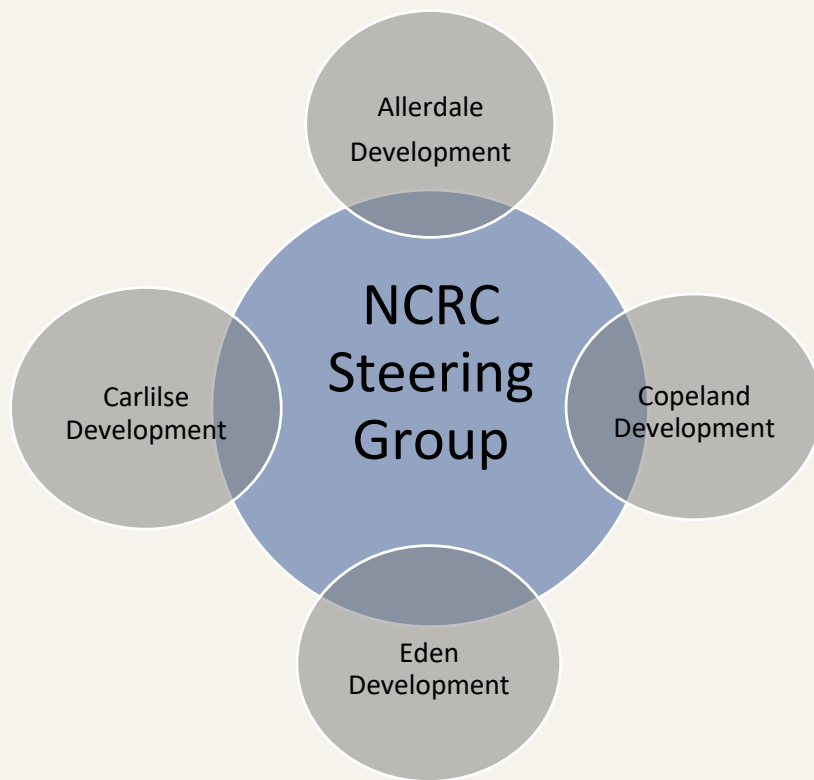 Allerdale
Development
NCRC
Steering
Group
Carlilse
Development
Copeland
Development
Eden
Development